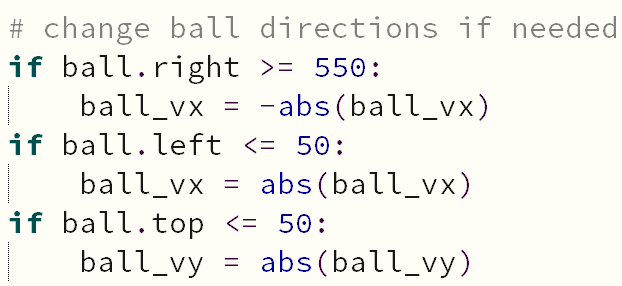 # change ball directions if needed
if ball.right >= 550:
    ball_vx = -abs(ball_vx)
if ball.left <= 50:
    ball_vx = abs(ball_vx)
if ball.top <= 50:
    ball_vy = abs(ball_vy)